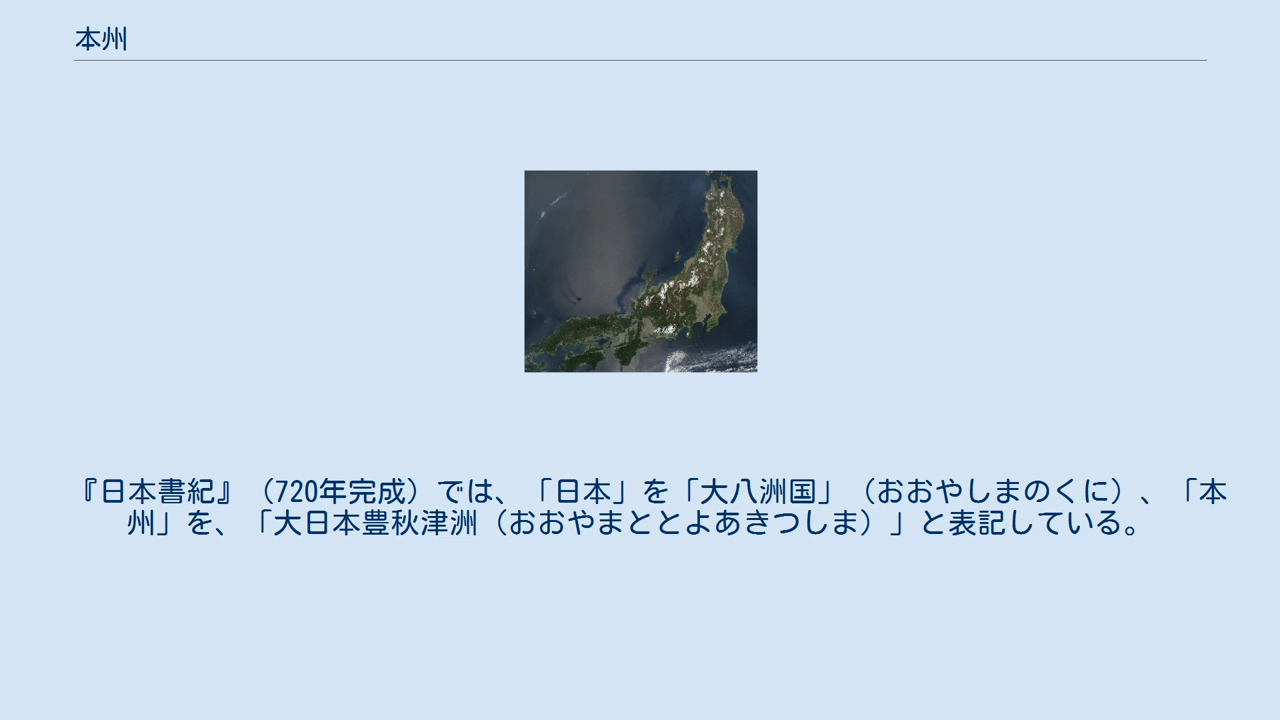 本州
『日本書紀』（720年完成）では、「日本」を「大八洲国」（おおやしまのくに）、「本
州」を、「大日本豊秋津洲（おおやまととよあきつしま）」と表記している。